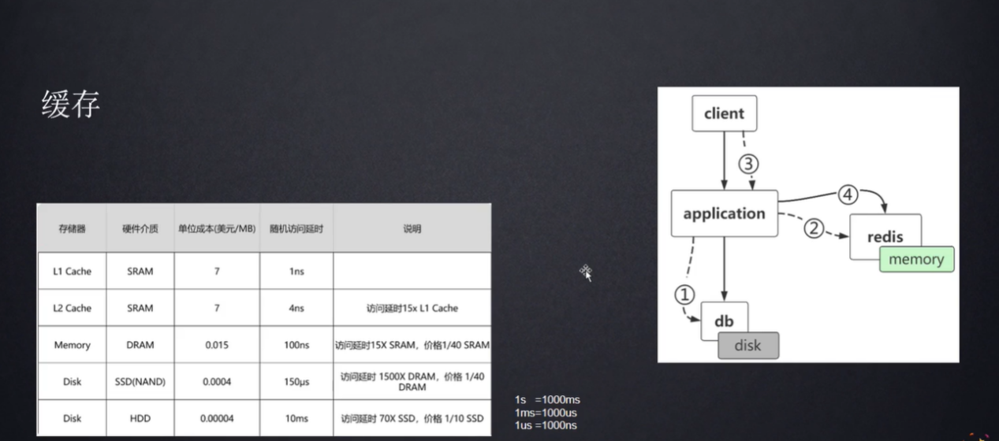 缓存
存储器 硬件介质 单位成本(美元/MB) 随机访问延时 说明
L1 Cache SRAM 7 1ns
L2 Cache SRAM 7 4ns 访问延时15x L1 Cache
Memory DRAM 0.015 100ns 访问延时15X SRAM，价格1/40 SRAM
Disk SSD(NAND) 0.0004 150μs 访问延时 1500X DRAM，价格 1/40
DRAM
Disk HDD 0.00004 10ms 访问延时 70X SSD，价格 1/10 SSD
1s =1000ms
1ms=1000us
1us =1000ns
client
③
application
④
②
redis
memory
①
db
disk